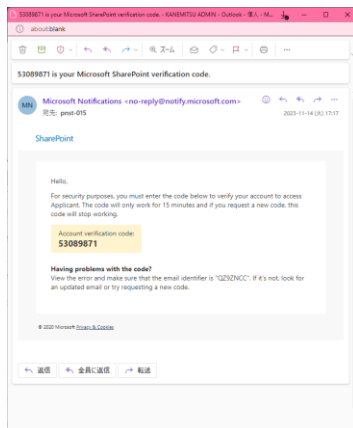 53089871 is your Microsoft SharePoint verification code. - KANEMITSU ADMIN - Outlook - 個人 - M...
about:blank
ズーム
53089871 is your Microsoft SharePoint verification code.
MN
Microsoft Notifications <no-reply@notify.microsoft.com>
宛先: pnst-015
2023-11-14 (火) 17:17
SharePoint
Hello,
For security purposes, you must enter the code below to verify your account to access
Applicant. The code will only work for 15 minutes and if you request a new code, this
code will stop working.
Account verification code:
53089871
Having problems with the code?
View the error and make sure that the email identifier is "QZ9ZNCC". If it's not, look for
an updated email or try requesting a new code.
© 2020 Microsoft Privacy & Cookies
返信
全員に返信
転送